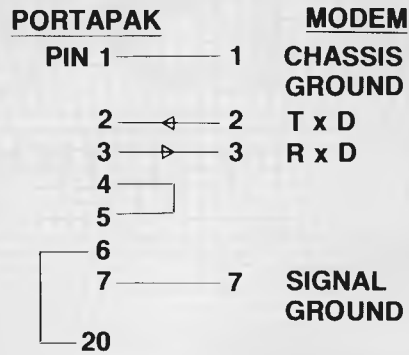 PORTAPAK MODEM
PIN 1 1 CHASSIS
GROUND
2 2 T x D
3 3 R x D
4
5
6
7 7 SIGNAL
GROUND
20